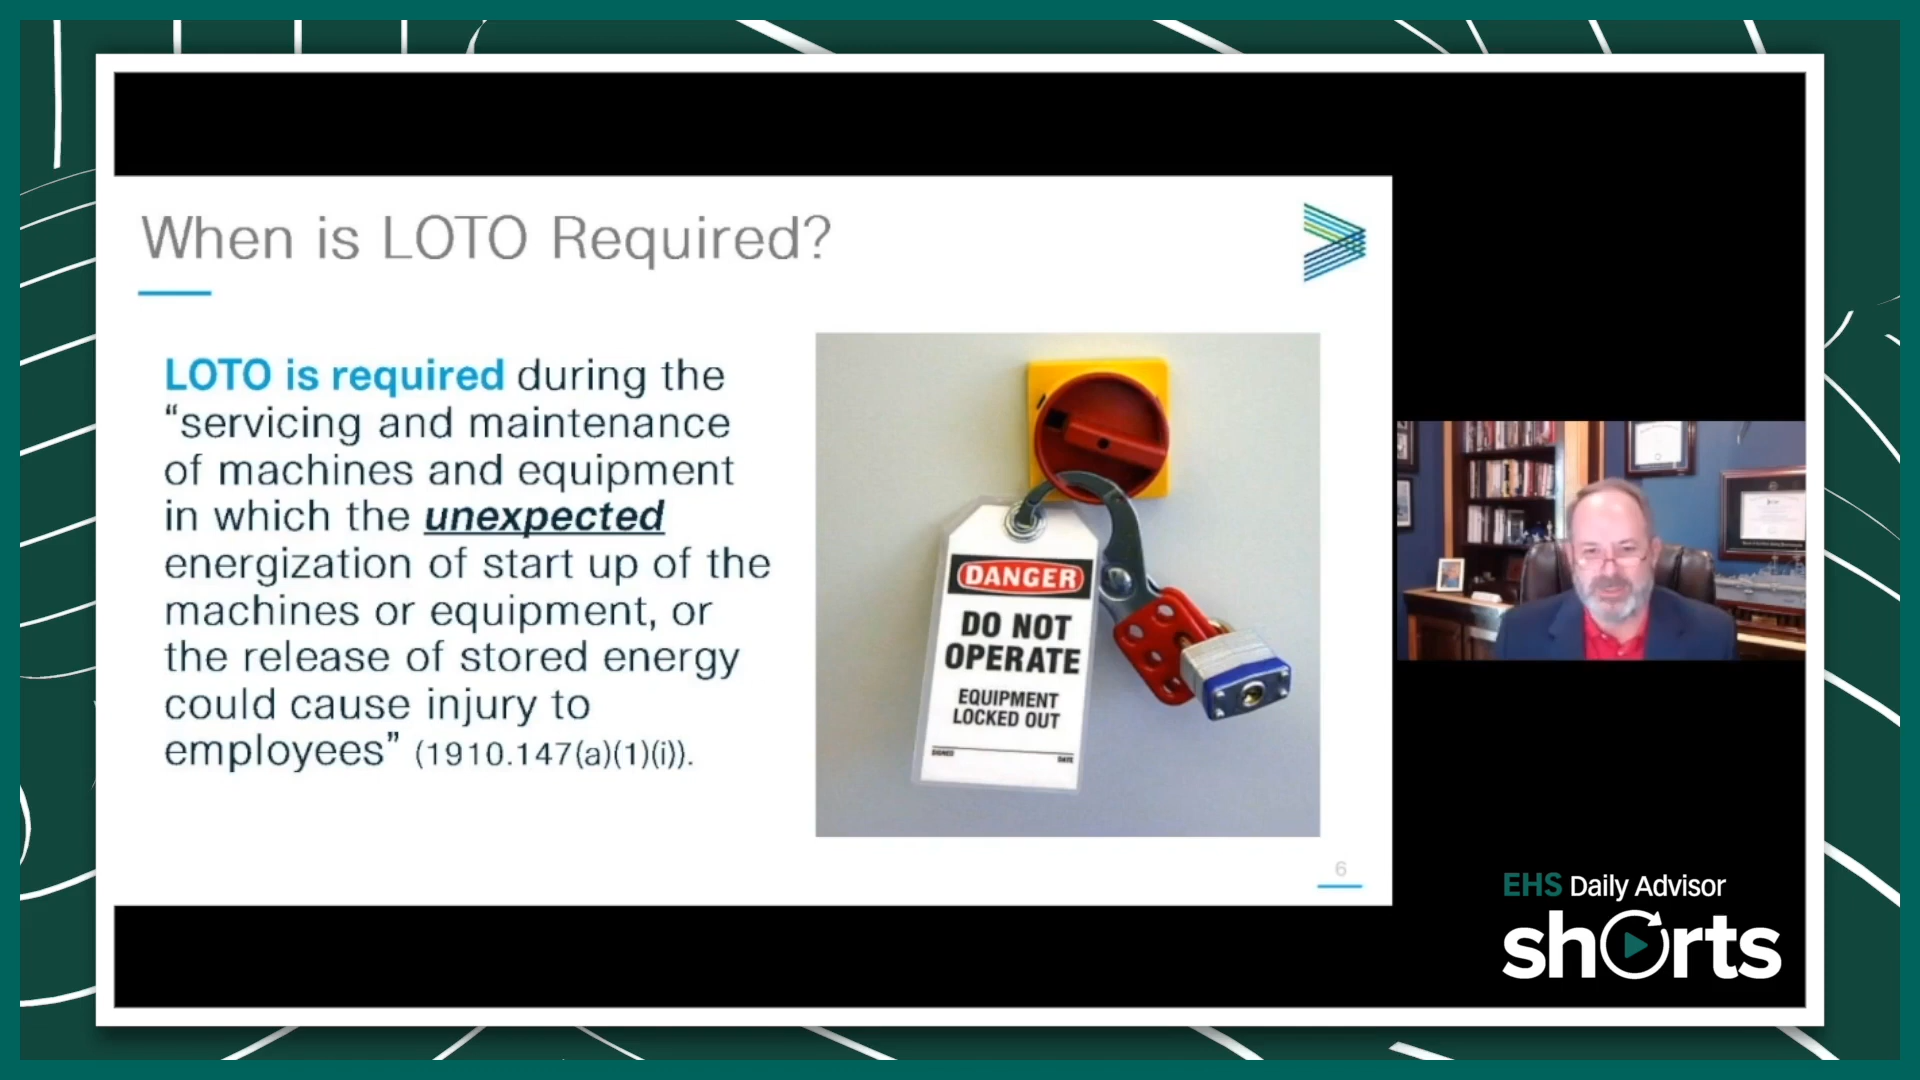 When is LOTO Required?
LOTO is required during the
“servicing and maintenance
of machines and equipment
in which the unexpected
energization of start up of the
machines or equipment, or
the release of stored energy
could cause injury to
employees” (1910.147(a)(1)(i)).
DANGER
DO NOT
OPERATE
EQUIPMENT
LOCKED OUT
SIGNED
DATE
6
EHS Daily Advisor
shorts